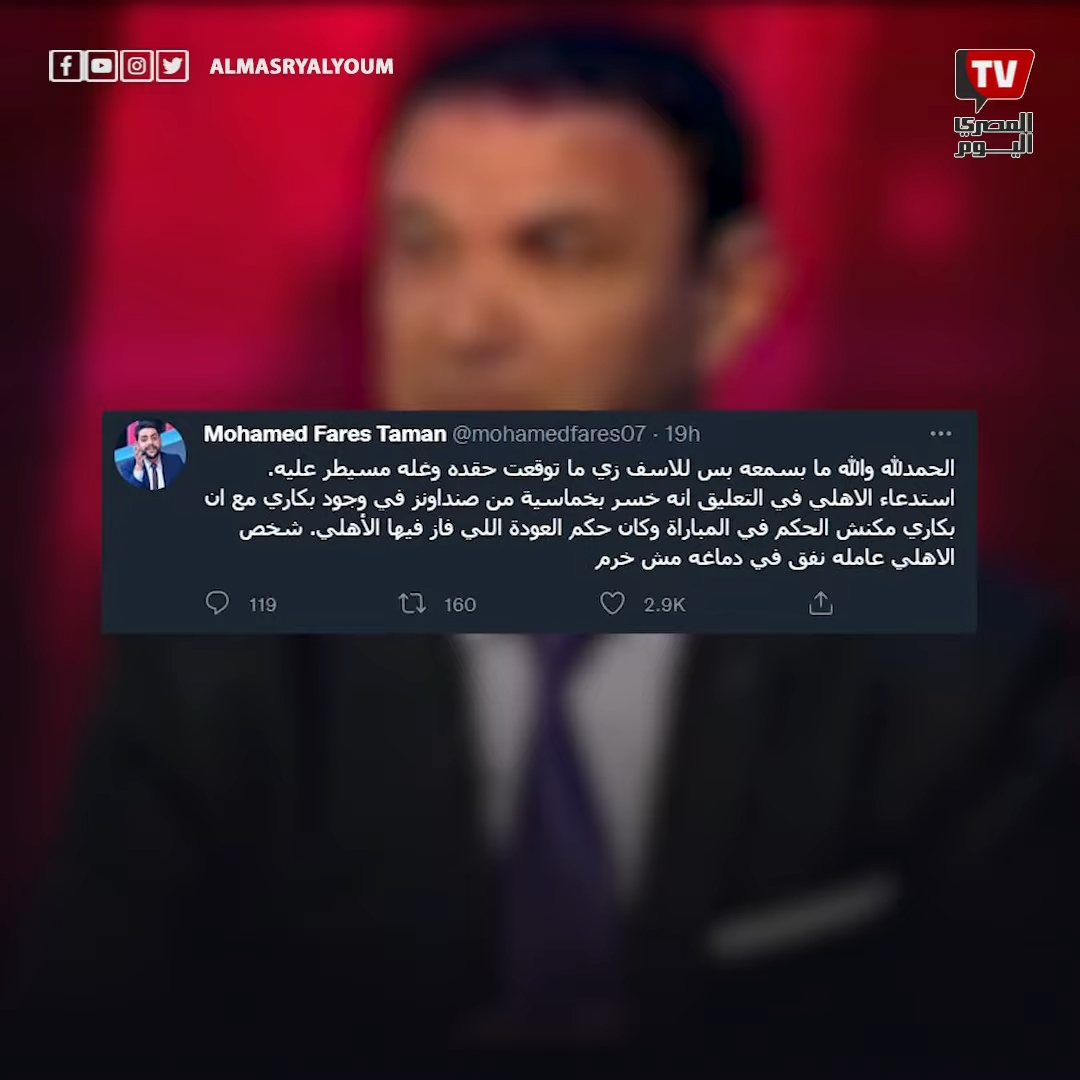 ALMASRYALYOUM
TV
المصري
اليوم
Mohamed Fares Taman @mohamedfares07 · 19h
الحمدلله والله ما بسمعه بس للاسف زي ما توقعت حقده وغله مسيطر عليه.
استدعاء الاهلي في التعليق انه خسر بخماسية من صنداونز في وجود بكاري مع ان
بكاري مكنش الحكم في المباراة وكان حكم العودة اللي فاز فيها الأهلي. شخص
الاهلي عامله نفق في دماغه مش خرم
119 160 2.9K